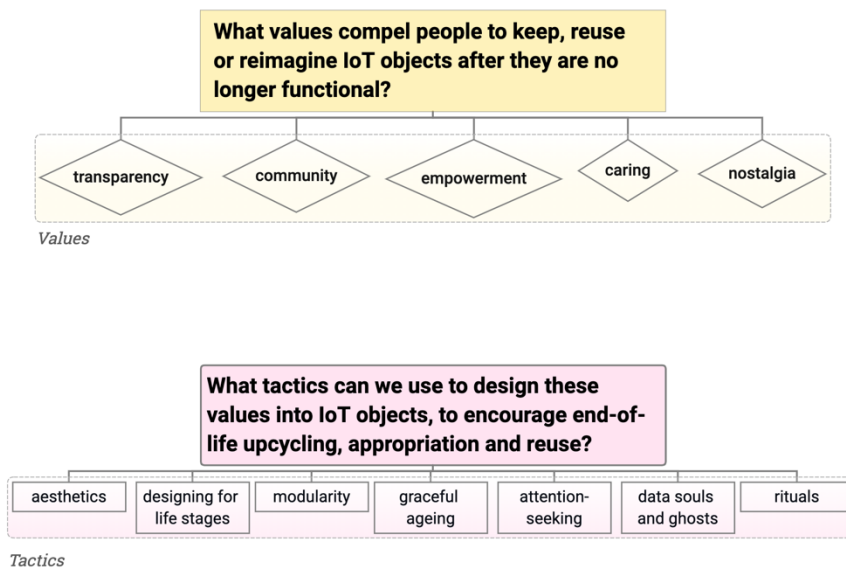 What values compel people to keep, reuse
or reimagine IoT objects after they are no
longer functional?
transparency
community
empowerment
caring
nostalgia
Values
What tactics can we use to design these
values into IoT objects, to encourage end-of-
life upcycling, appropriation and reuse?
aesthetics
designing for
life stages
modularity
graceful
ageing
attention-
seeking
data souls
and ghosts
rituals
Tactics